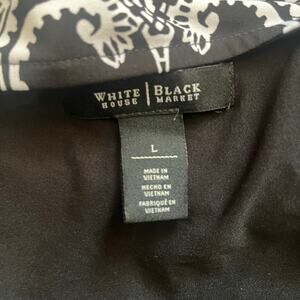 WHITE | BLACK
HOUSE | MARKET
L
MADE IN
VIETNAM
HECHO EN
VIETNAM
FABRIQUÉ EN
VIETNAM